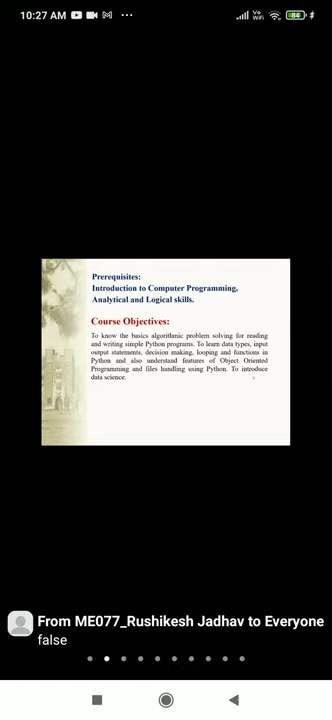 10:27 AM
Vo
WiFi
84
Prerequisites:
Introduction to Computer Programming,
Analytical and Logical skills.
Course Objectives:
To know the basics algorithmic problem solving for reading
and writing simple Python programs. To learn data types, input
output statements, decision making, looping and functions in
Python and also understand features of Object Oriented
Programming and files handling using Python. To introduce
data science.
From ME077_Rushikesh Jadhav to Everyone
false